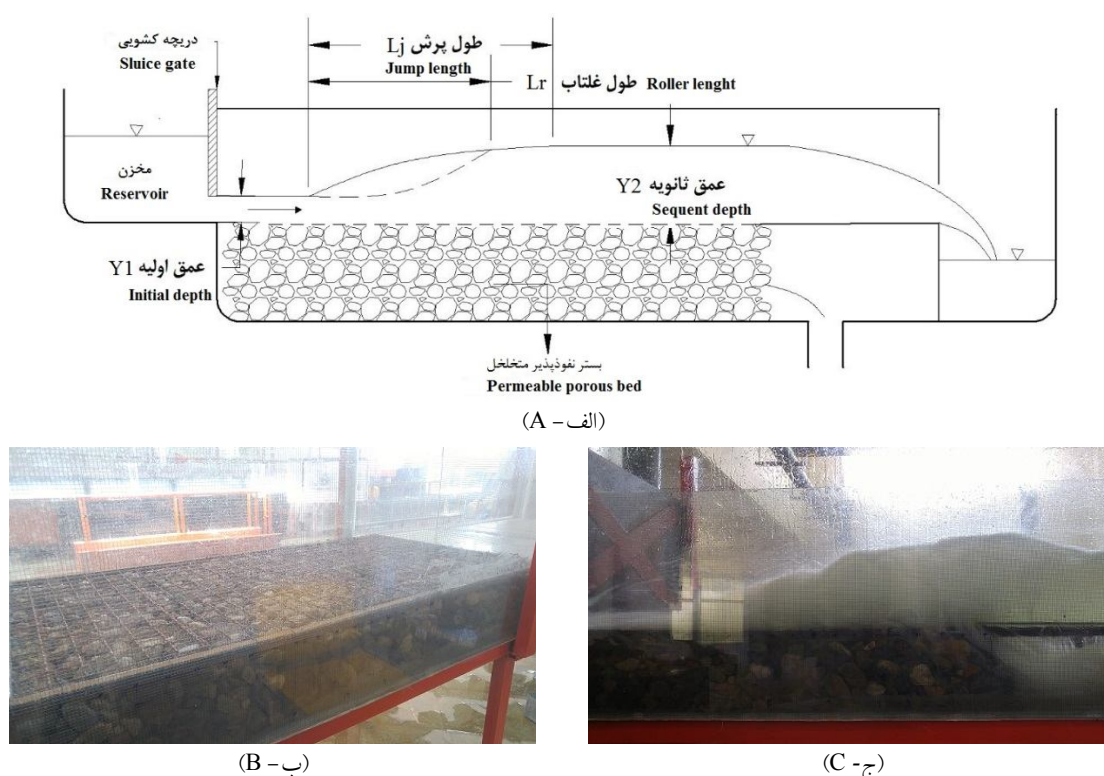 دریچه کشویی
Sluice gate
طول پرش Lj
Jump length
طول غلتاب Lr Roller lenght
مخزن
Reservoir
عمق ثانویه Y2
Sequent depth
عمق اولیه Y1
Initial depth
بستر نفوذپذیر متخلخل
Permeable porous bed
(الف – A)
(ب – B)
(ج - C)